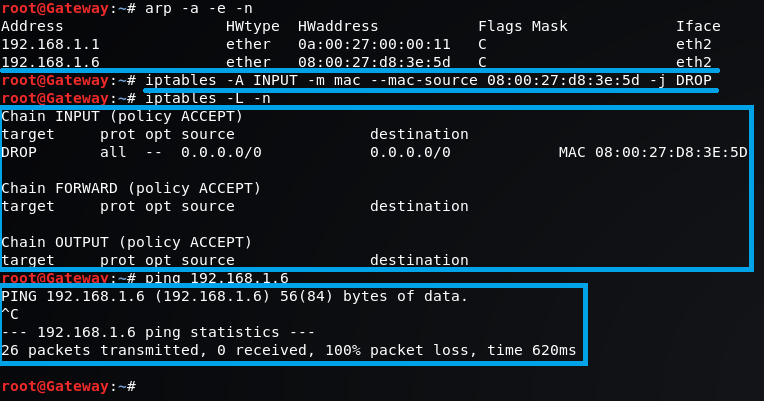 root@Gateway:~# arp -a -e -n
Address                  HWtype  HWaddress           Flags Mask            Iface
192.168.1.1              ether   0a:00:27:00:00:11   C                     eth2
192.168.1.6              ether   08:00:27:d8:3e:5d   C                     eth2
root@Gateway:~# iptables -A INPUT -m mac --mac-source 08:00:27:d8:3e:5d -j DROP
root@Gateway:~# iptables -L -n
Chain INPUT (policy ACCEPT)
target     prot opt source               destination
DROP       all  --  0.0.0.0/0            0.0.0.0/0            MAC 08:00:27:D8:3E:5D

Chain FORWARD (policy ACCEPT)
target     prot opt source               destination

Chain OUTPUT (policy ACCEPT)
target     prot opt source               destination
root@Gateway:~# ping 192.168.1.6
PING 192.168.1.6 (192.168.1.6) 56(84) bytes of data.
^C
--- 192.168.1.6 ping statistics ---
26 packets transmitted, 0 received, 100% packet loss, time 620ms

root@Gateway:~#